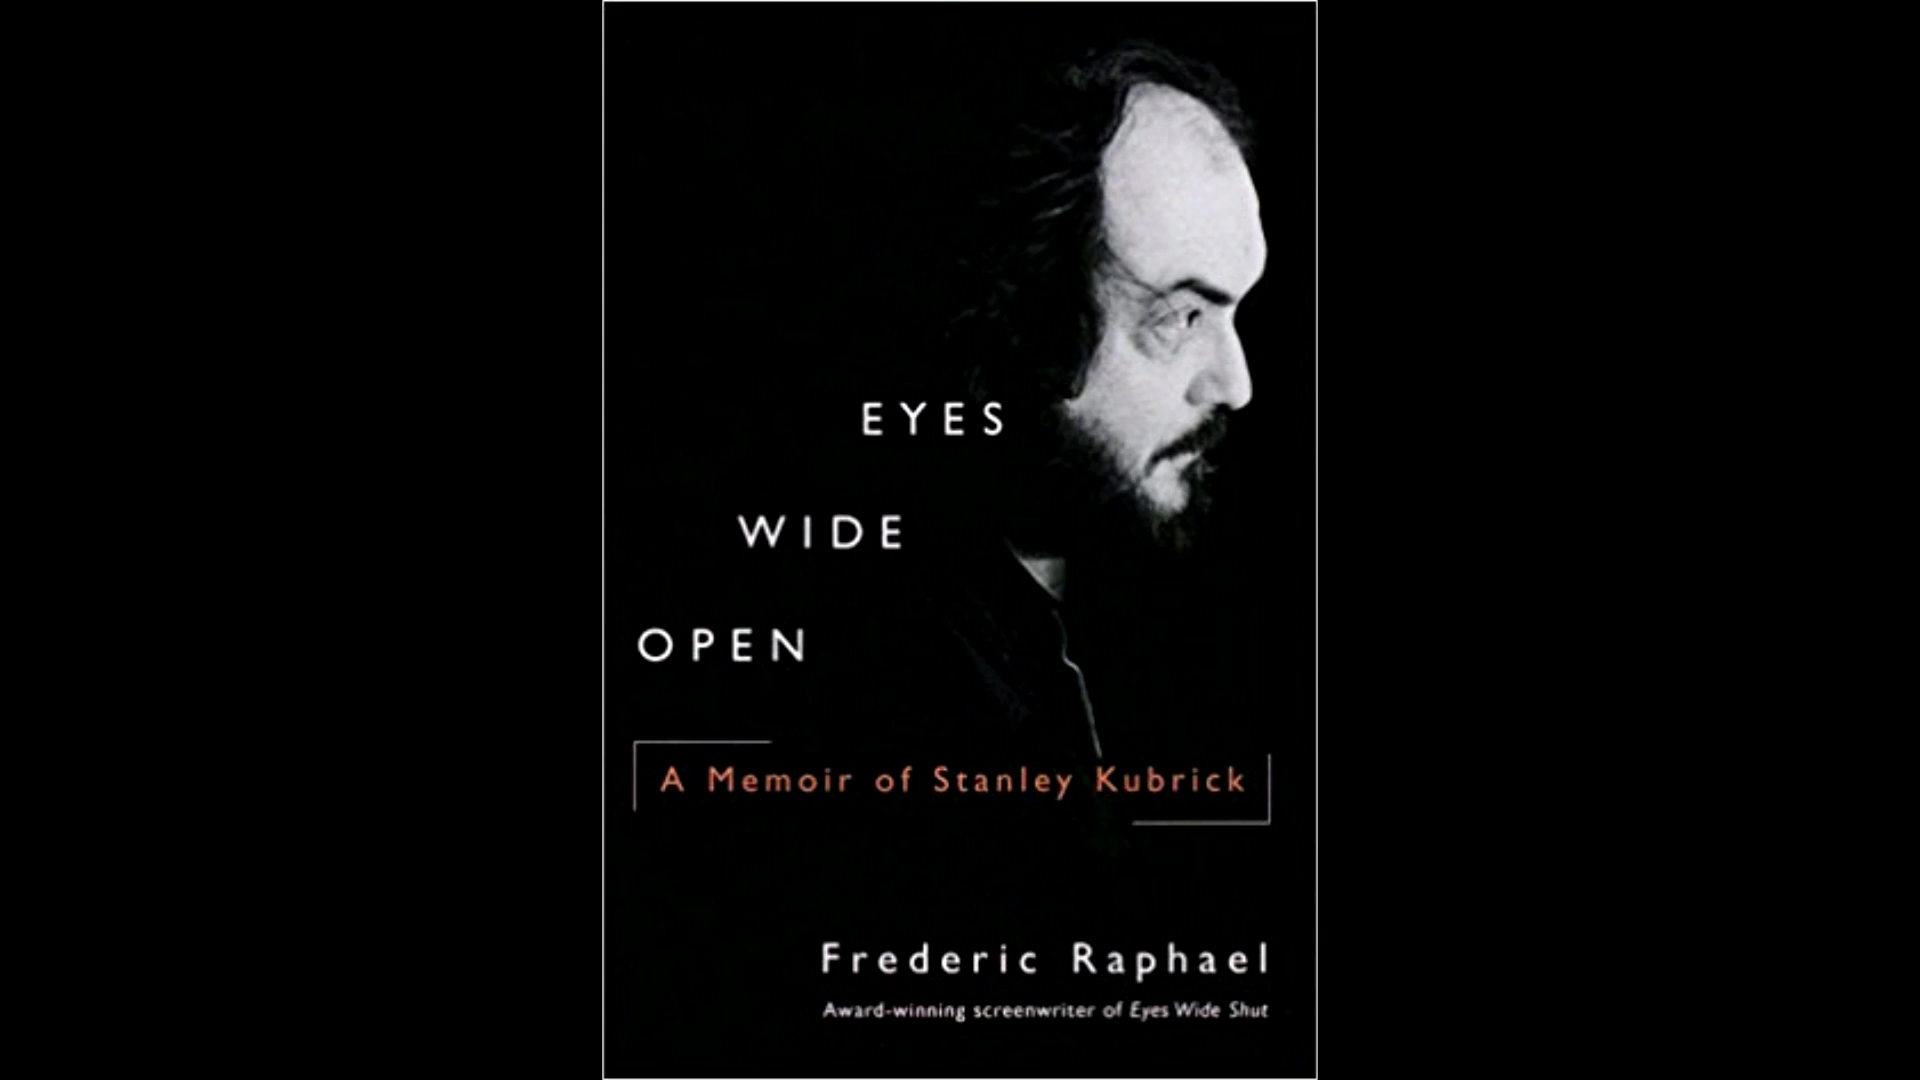 EYES
WIDE
OPEN
A Memoir of Stanley Kubrick
Frederic Raphael
Award-winning screenwriter of Eyes Wide Shut